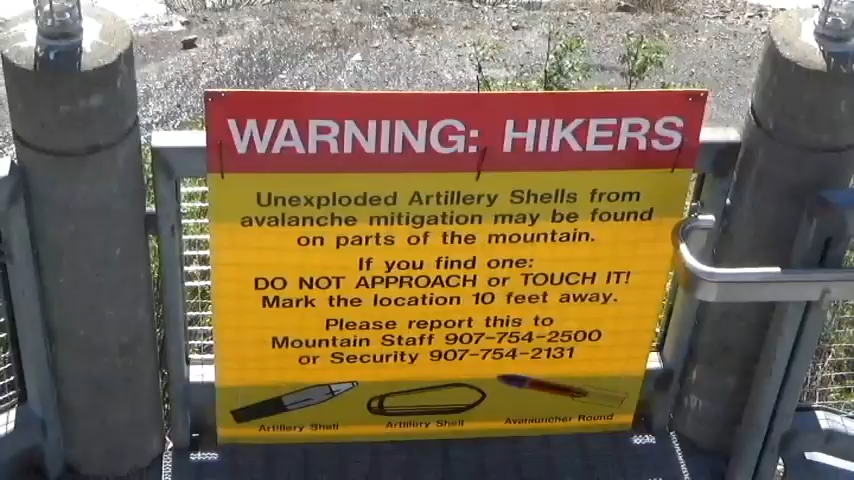 WARNING: HIKERS
Unexploded Artillery Shells from
avalanche mitigation may be found
on parts of the mountain.
If you find one:
DO NOT APPROACH or TOUCH IT!
Mark the location 10 feet away.
Please report this to
Mountain Staff 907-754-2500
or Security 907-754-2131
Artillery Shell
Artillery Shell
Avalauncher Round